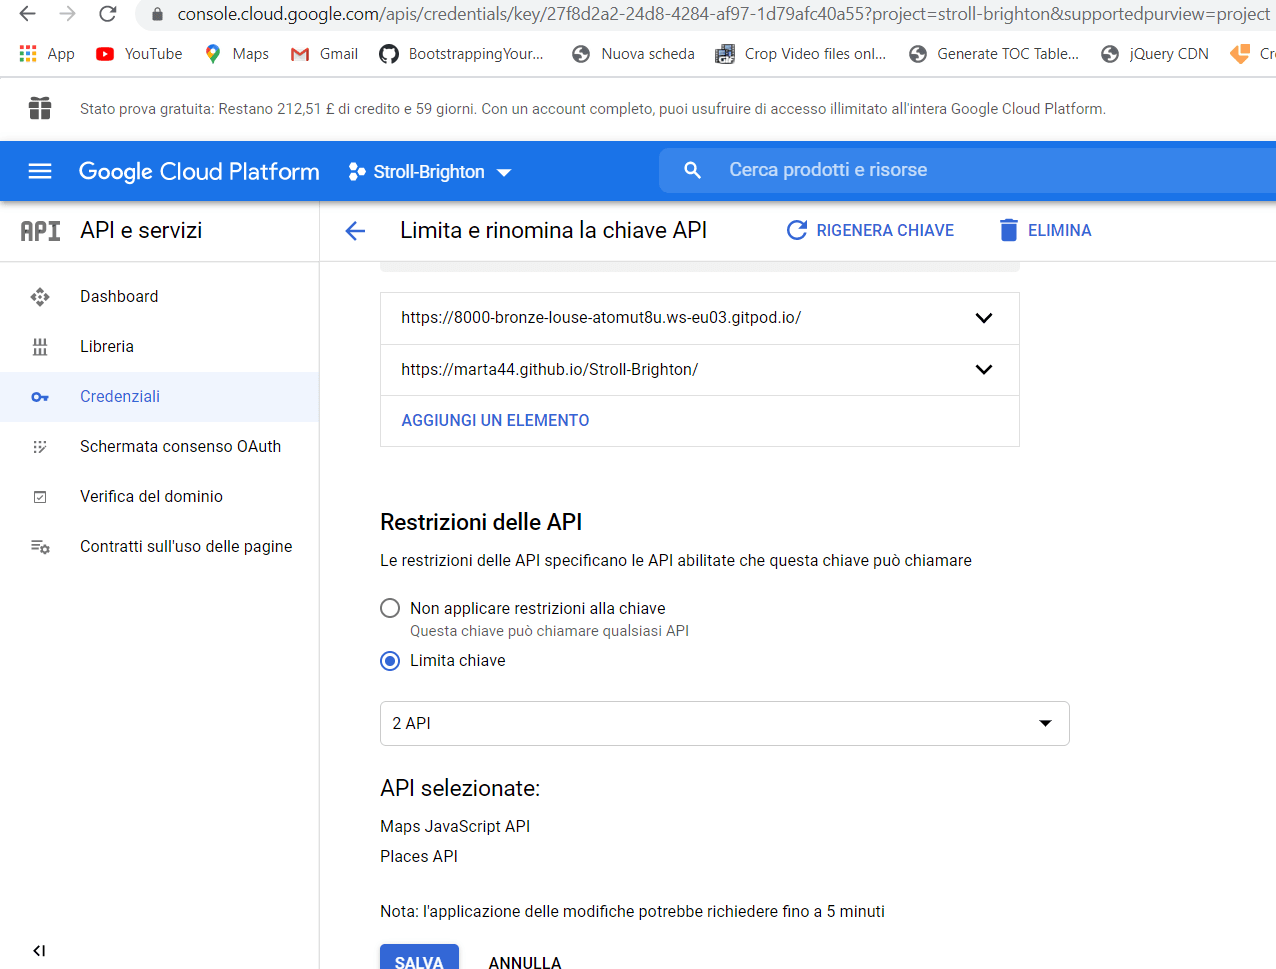 console.cloud.google.com/apis/credentials/key/27f8d2a2-24d8-4284-af97-1d79afc40a55?project=stroll-brighton&supportedpurview=project
App YouTube Maps Gmail BootstrappingYour... Nuova scheda Crop Video files onl... Generate TOC Table... jQuery CDN Cr
Stato prova gratuita: Restano 212,51 £ di credito e 59 giorni. Con un account completo, puoi usufruire di accesso illimitato all'intera Google Cloud Platform.
Google Cloud Platform Stroll-Brighton Cerca prodotti e risorse
API API e servizi Limita e rinomina la chiave API RIGENERA CHIAVE ELIMINA
Dashboard
Libreria
Credenziali
Schermata consenso OAuth
Verifica del dominio
Contratti sull'uso delle pagine
https://8000-bronze-louse-atomut8u.ws-eu03.gitpod.io/
https://marta44.github.io/Stroll-Brighton/
AGGIUNGI UN ELEMENTO
Restrizioni delle API
Le restrizioni delle API specificano le API abilitate che questa chiave può chiamare
Non applicare restrizioni alla chiave
Questa chiave può chiamare qualsiasi API
Limita chiave
2 API
API selezionate:
Maps JavaScript API
Places API
Nota: l'applicazione delle modifiche potrebbe richiedere fino a 5 minuti
SALVA ANNULLA